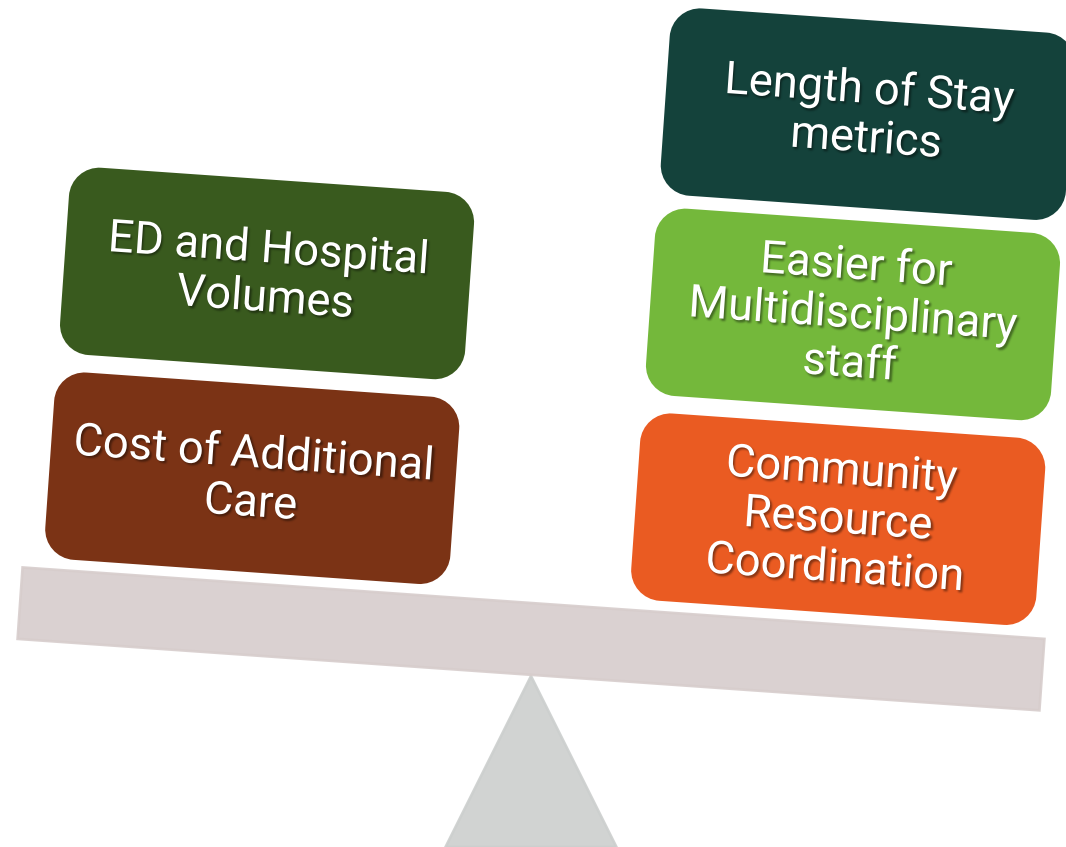 ED and Hospital
Volumes
Cost of Additional
Care
Length of Stay
metrics
Easier for
Multidisciplinary
staff
Community
Resource
Coordination